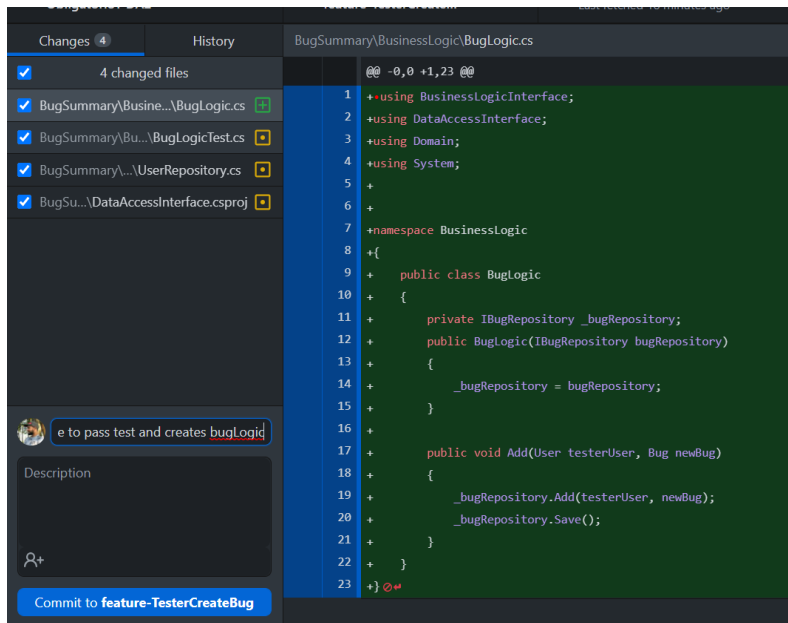 Changes 4
History
BugSummary\BusinessLogic\BugLogic.cs
4 changed files
BugSummary\Busine...\BugLogic.cs
BugSummary\Bu...\BugLogicTest.cs
BugSummary\...\UserRepository.cs
BugSu...\DataAccessInterface.csproj
e to pass test and creates bugLogic
Description
Commit to feature-TesterCreateBug
@@ -0,0 +1,23 @@
1 +using BusinessLogicInterface;
2 +using DataAccessInterface;
3 +using Domain;
4 +using System;
5 +
6 +
7 +namespace BusinessLogic
8 +{
9 + public class BugLogic
10 + {
11 + private IBugRepository _bugRepository;
12 + public BugLogic(IBugRepository bugRepository)
13 + {
14 + _bugRepository = bugRepository;
15 + }
16 +
17 + public void Add(User testerUser, Bug newBug)
18 + {
19 + _bugRepository.Add(testerUser, newBug);
20 + _bugRepository.Save();
21 + }
22 + }
23 +}